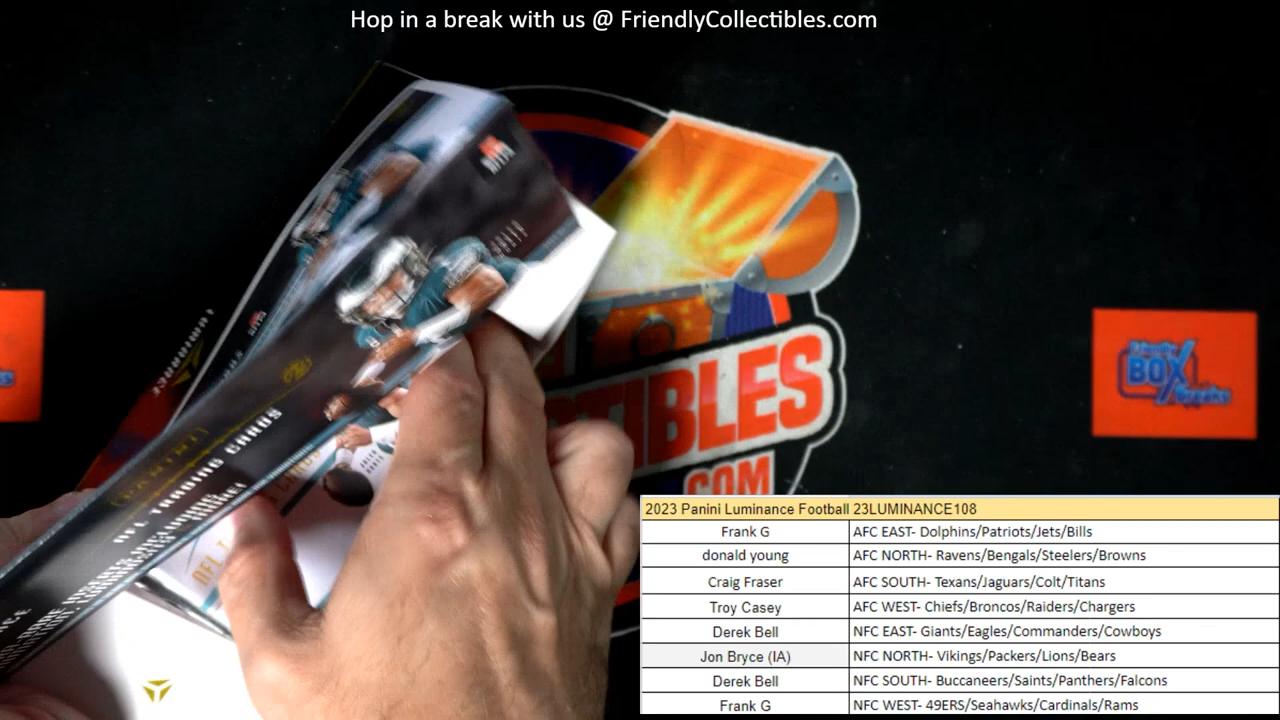 Hop in a break with us @ FriendlyCollectibles.com
PANINI
NFL TRADING CARDS
BOX
Breaks
TIBLES
COM
2023 Panini Luminance Football 23LUMINANCE108
Frank G AFC EAST- Dolphins/Patriots/Jets/Bills
donald young AFC NORTH- Ravens/Bengals/Steelers/Browns
Craig Fraser AFC SOUTH- Texans/Jaguars/Colt/Titans
Troy Casey AFC WEST- Chiefs/Broncos/Raiders/Chargers
Derek Bell NFC EAST- Giants/Eagles/Commanders/Cowboys
Jon Bryce (IA) NFC NORTH- Vikings/Packers/Lions/Bears
Derek Bell NFC SOUTH- Buccaneers/Saints/Panthers/Falcons
Frank G NFC WEST- 49ERS/Seahawks/Cardinals/Rams